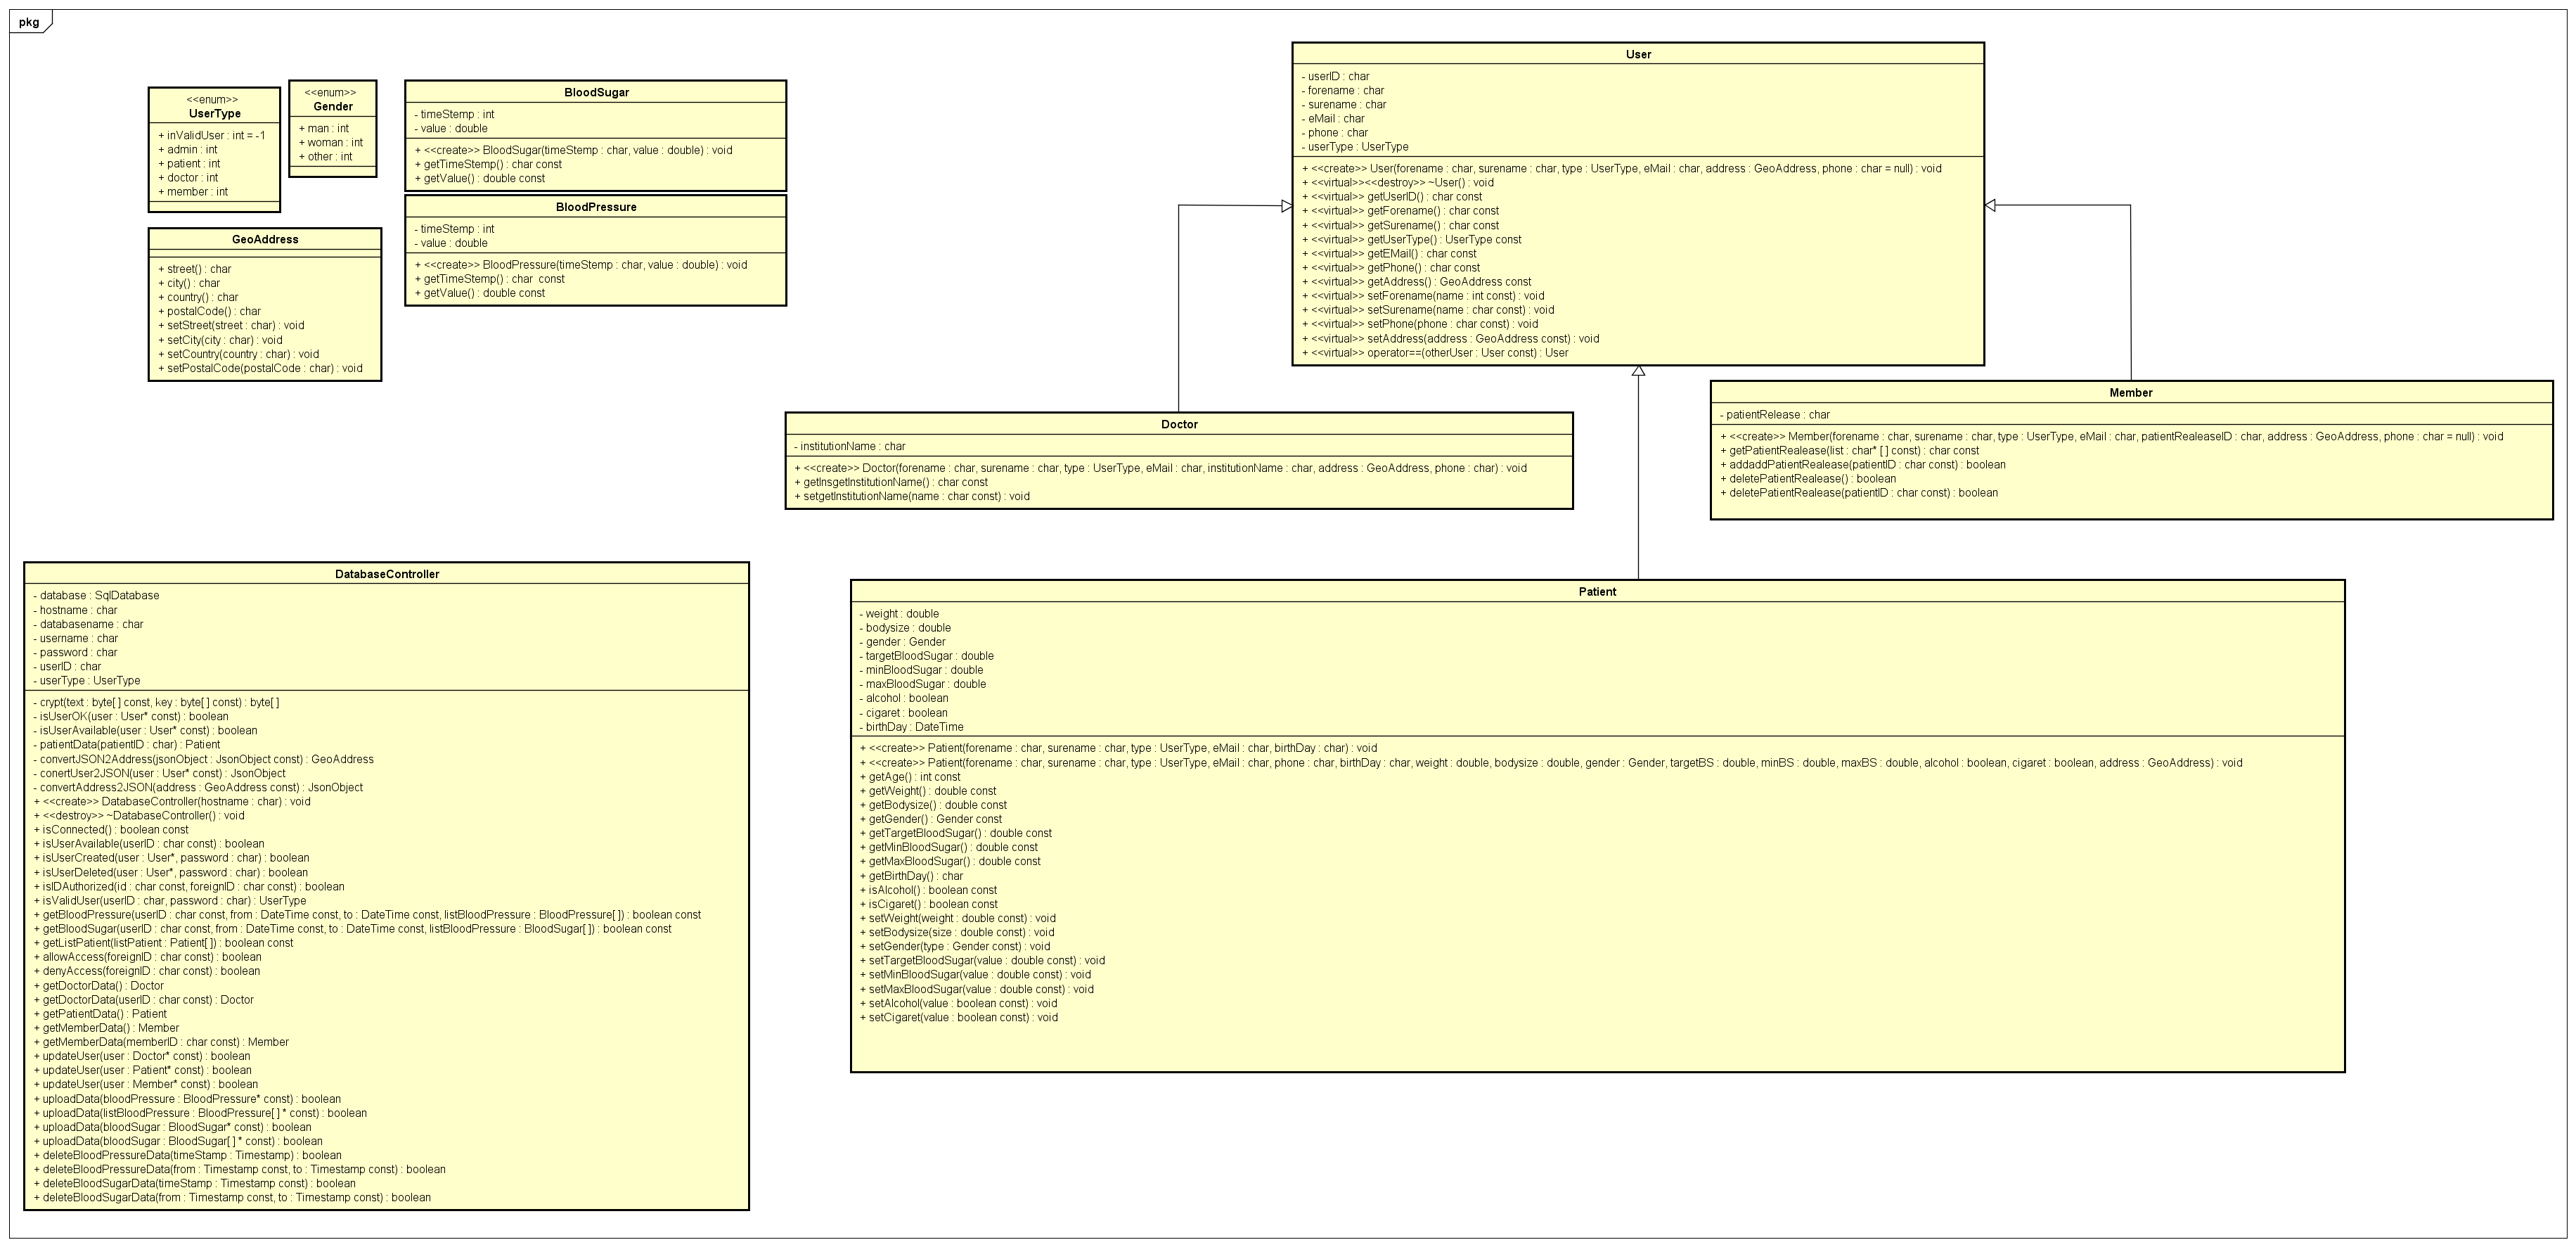 pkg
<<enum>>
UserType
+ inValidUser : int = -1
+ admin : int
+ patient : int
+ doctor : int
+ member : int
<<enum>>
Gender
+ man : int
+ woman : int
+ other : int
BloodSugar
- timeStemp : int
- value : double
+ <<create>> BloodSugar(timeStemp : char, value : double) : void
+ getTimeStemp() : char const
+ getValue() : double const
BloodPressure
- timeStemp : int
- value : double
+ <<create>> BloodPressure(timeStemp : char, value : double) : void
+ getTimeStemp() : char  const
+ getValue() : double const
GeoAddress
+ street() : char
+ city() : char
+ country() : char
+ postalCode() : char
+ setStreet(street : char) : void
+ setCity(city : char) : void
+ setCountry(country : char) : void
+ setPostalCode(postalCode : char) : void
User
- userID : char
- forename : char
- surename : char
- eMail : char
- phone : char
- userType : UserType
+ <<create>> User(forename : char, surename : char, type : UserType, eMail : char, address : GeoAddress, phone : char = null) : void
+ <<virtual>><<destroy>> ~User() : void
+ <<virtual>> getUserID() : char const
+ <<virtual>> getForename() : char const
+ <<virtual>> getSurename() : char const
+ <<virtual>> getUserType() : UserType const
+ <<virtual>> getEMail() : char const
+ <<virtual>> getPhone() : char const
+ <<virtual>> getAddress() : GeoAddress const
+ <<virtual>> setForename(name : int const) : void
+ <<virtual>> setSurename(name : char const) : void
+ <<virtual>> setPhone(phone : char const) : void
+ <<virtual>> setAddress(address : GeoAddress const) : void
+ <<virtual>> operator==(otherUser : User const) : User
Doctor
- institutionName : char
+ <<create>> Doctor(forename : char, surename : char, type : UserType, eMail : char, institutionName : char, address : GeoAddress, phone : char) : void
+ getInsgetInstitutionName() : char const
+ setgetInstitutionName(name : char const) : void
Member
- patientRelease : char
+ <<create>> Member(forename : char, surename : char, type : UserType, eMail : char, patientRealeaseID : char, address : GeoAddress, phone : char = null) : void
+ getPatientRealease(list : char* [ ] const) : char const
+ addaddPatientRealease(patientID : char const) : boolean
+ deletePatientRealease() : boolean
+ deletePatientRealease(patientID : char const) : boolean
DatabaseController
- database : SqlDatabase
- hostname : char
- databasename : char
- username : char
- password : char
- userID : char
- userType : UserType
- crypt(text : byte[ ] const, key : byte[ ] const) : byte[ ]
- isUserOK(user : User* const) : boolean
- isUserAvailable(user : User* const) : boolean
- patientData(patientID : char) : Patient
- convertJSON2Address(jsonObject : JsonObject const) : GeoAddress
- conertUser2JSON(user : User* const) : JsonObject
- convertAddress2JSON(address : GeoAddress const) : JsonObject
+ <<create>> DatabaseController(hostname : char) : void
+ <<destroy>> ~DatabaseController() : void
+ isConnected() : boolean const
+ isUserAvailable(userID : char const) : boolean
+ isUserCreated(user : User*, password : char) : boolean
+ isUserDeleted(user : User*, password : char) : boolean
+ isIDAuthorized(id : char const, foreignID : char const) : boolean
+ isValidUser(userID : char, password : char) : UserType
+ getBloodPressure(userID : char const, from : DateTime const, to : DateTime const, listBloodPressure : BloodPressure[ ]) : boolean const
+ getBloodSugar(userID : char const, from : DateTime const, to : DateTime const, listBloodPressure : BloodSugar[ ]) : boolean const
+ getListPatient(listPatient : Patient[ ]) : boolean const
+ allowAccess(foreignID : char const) : boolean
+ denyAccess(foreignID : char const) : boolean
+ getDoctorData() : Doctor
+ getDoctorData(userID : char const) : Doctor
+ getPatientData() : Patient
+ getMemberData() : Member
+ getMemberData(memberID : char const) : Member
+ updateUser(user : Doctor* const) : boolean
+ updateUser(user : Patient* const) : boolean
+ updateUser(user : Member* const) : boolean
+ uploadData(bloodPressure : BloodPressure* const) : boolean
+ uploadData(listBloodPressure : BloodPressure[ ] * const) : boolean
+ uploadData(bloodSugar : BloodSugar* const) : boolean
+ uploadData(bloodSugar : BloodSugar[ ] * const) : boolean
+ deleteBloodPressureData(timeStamp : Timestamp) : boolean
+ deleteBloodPressureData(from : Timestamp const, to : Timestamp const) : boolean
+ deleteBloodSugarData(timeStamp : Timestamp const) : boolean
+ deleteBloodSugarData(from : Timestamp const, to : Timestamp const) : boolean
Patient
- weight : double
- bodysize : double
- gender : Gender
- targetBloodSugar : double
- minBloodSugar : double
- maxBloodSugar : double
- alcohol : boolean
- cigaret : boolean
- birthDay : DateTime
+ <<create>> Patient(forename : char, surename : char, type : UserType, eMail : char, birthDay : char) : void
+ <<create>> Patient(forename : char, surename : char, type : UserType, eMail : char, phone : char, birthDay : char, weight : double, bodysize : double, gender : Gender, targetBS : double, minBS : double, maxBS : double, alcohol : boolean, cigaret : boolean, address : GeoAddress) : void
+ getAge() : int const
+ getWeight() : double const
+ getBodysize() : double const
+ getGender() : Gender const
+ getTargetBloodSugar() : double const
+ getMinBloodSugar() : double const
+ getMaxBloodSugar() : double const
+ getBirthDay() : char
+ isAlcohol() : boolean const
+ isCigaret() : boolean const
+ setWeight(weight : double const) : void
+ setBodysize(size : double const) : void
+ setGender(type : Gender const) : void
+ setTargetBloodSugar(value : double const) : void
+ setMinBloodSugar(value : double const) : void
+ setMaxBloodSugar(value : double const) : void
+ setAlcohol(value : boolean const) : void
+ setCigaret(value : boolean const) : void